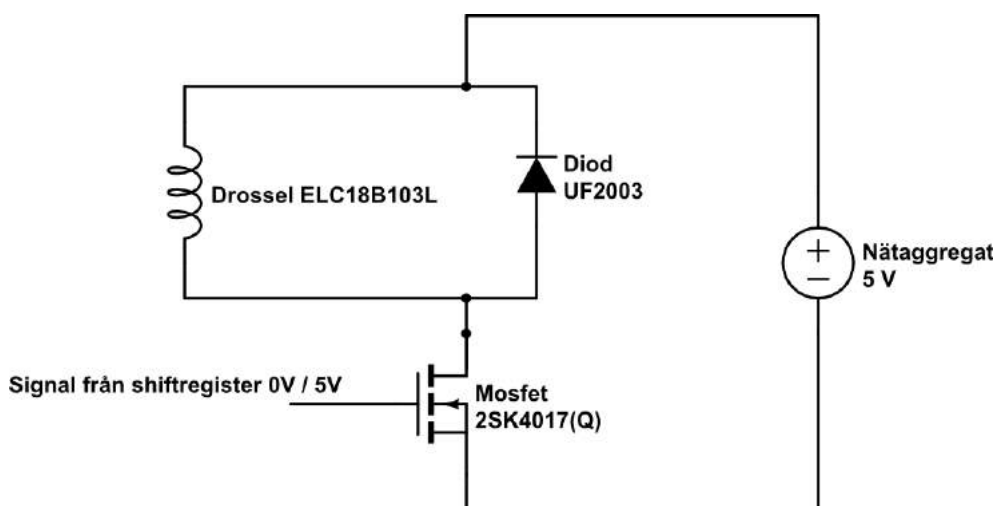 Diod
UF2003
Drossel ELC18B103L
Nätaggregat
5 V
+
−
Signal från shiftregister 0V / 5V
Mosfet
2SK4017(Q)